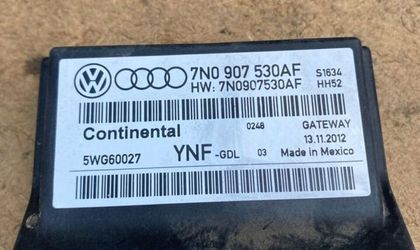 7N0 907 530AF S1634
HW: 7N0907530AF HH52
Continental 0248 GATEWAY
13.11.2012
5WG60027 YNF -GDL 03 Made in Mexico